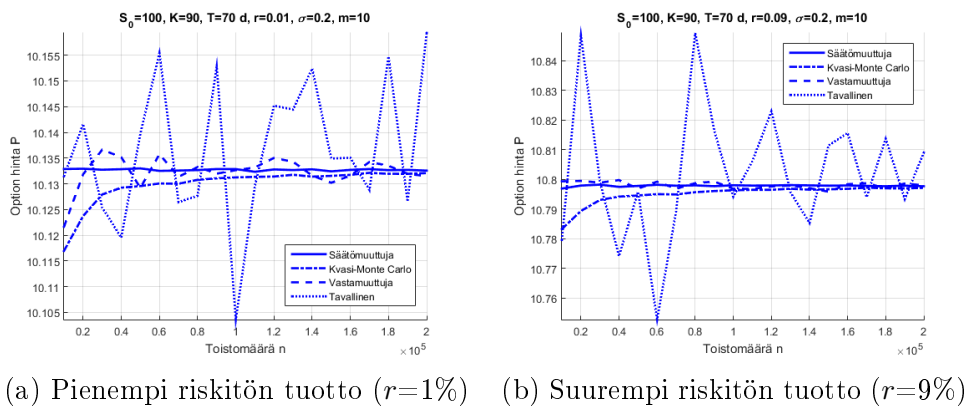 S0=100, K=90, T=70 d, r=0.01, σ=0.2, m=10
Option hinta P
10.155
10.15
10.145
10.14
10.135
10.13
10.125
10.12
10.115
10.11
10.105
0.2 0.4 0.6 0.8 1 1.2 1.4 1.6 1.8 2
×10^5
Toistomäärä n
Säätömuuttuja
Kvasi-Monte Carlo
Vastamuuttuja
Tavallinen
(a) Pienempi riskitön tuotto (r=1%)
S0=100, K=90, T=70 d, r=0.09, σ=0.2, m=10
Option hinta P
10.84
10.83
10.82
10.81
10.8
10.79
10.78
10.77
10.76
0.2 0.4 0.6 0.8 1 1.2 1.4 1.6 1.8 2
×10^5
Toistomäärä n
Säätömuuttuja
Kvasi-Monte Carlo
Vastamuuttuja
Tavallinen
(b) Suurempi riskitön tuotto (r=9%)